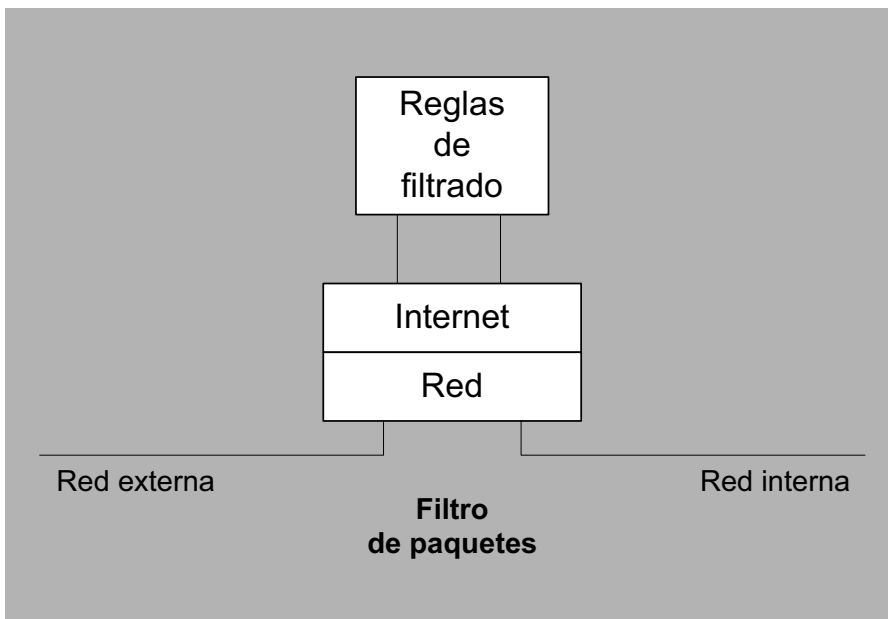 Reglas
de
filtrado
Internet
Red
Red externa
Red interna
Filtro
de paquetes